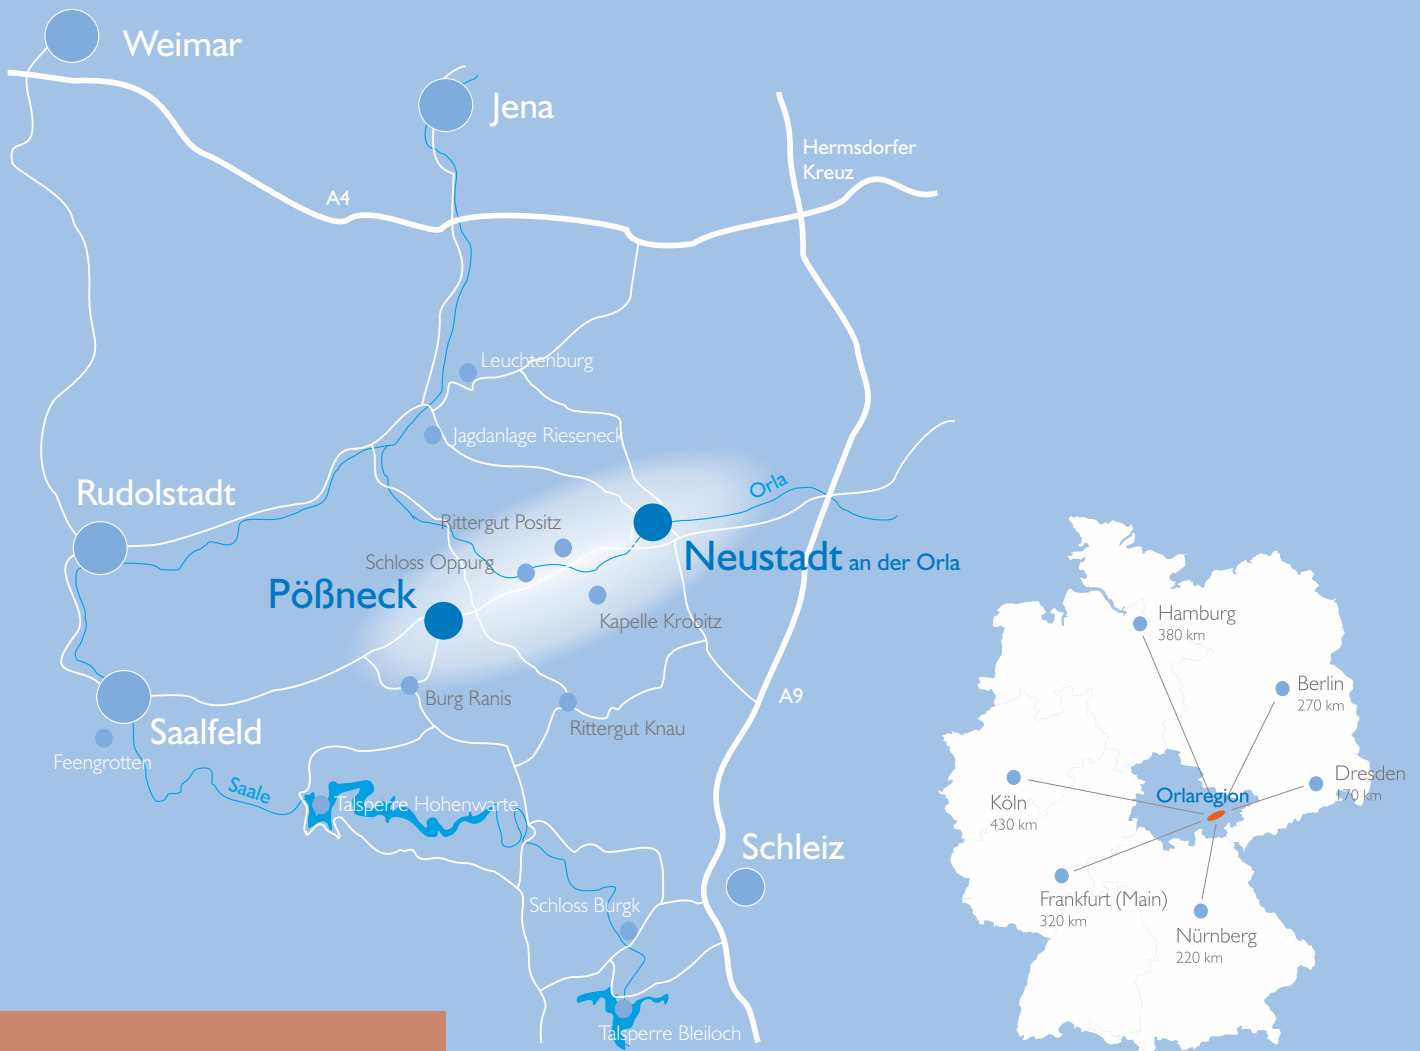 Weimar
Jena
Hermsdorfer
Kreuz
A4
Leuchtenburg
Jagdanlage Rieseneck
Rudolstadt
Orla
Rittergut Positz
Schloss Oppurg
Neustadt an der Orla
Pößneck
Kapelle Krobitz
Burg Ranis
A9
Rittergut Knau
Saalfeld
Feengrotten
Saale
Talsperre Hohenwarte
Schleiz
Schloss Burgk
Talsperre Bleiloch
Hamburg
380 km
Berlin
270 km
Dresden
170 km
Orlaregion
Köln
430 km
Frankfurt (Main)
320 km
Nürnberg
220 km